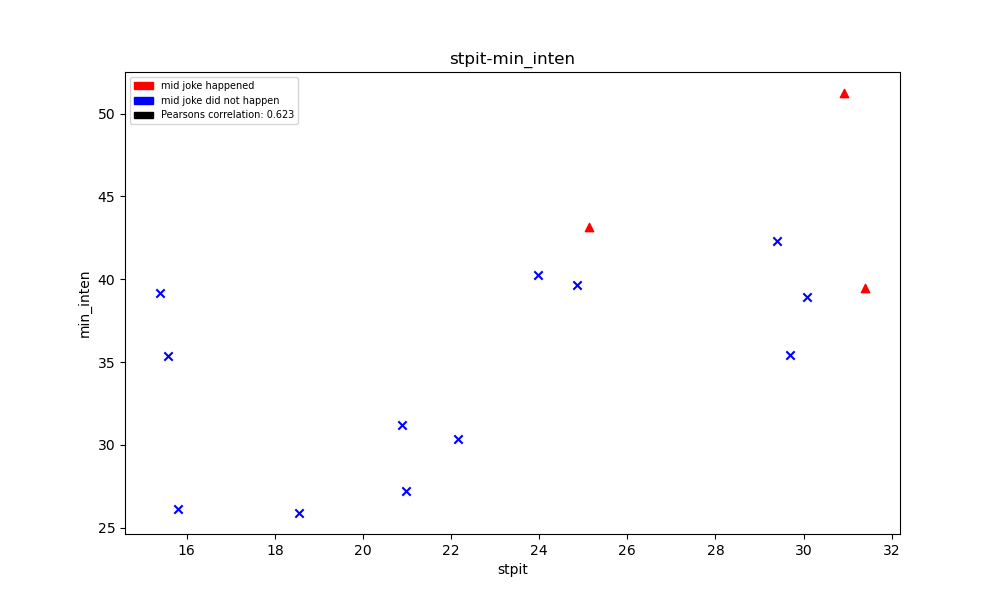 stpit-min_inten
mid joke happened
mid joke did not happen
Pearsons correlation: 0.623
50
45
40
35
30
25
min_inten
16 18 20 22 24 26 28 30 32
stpit